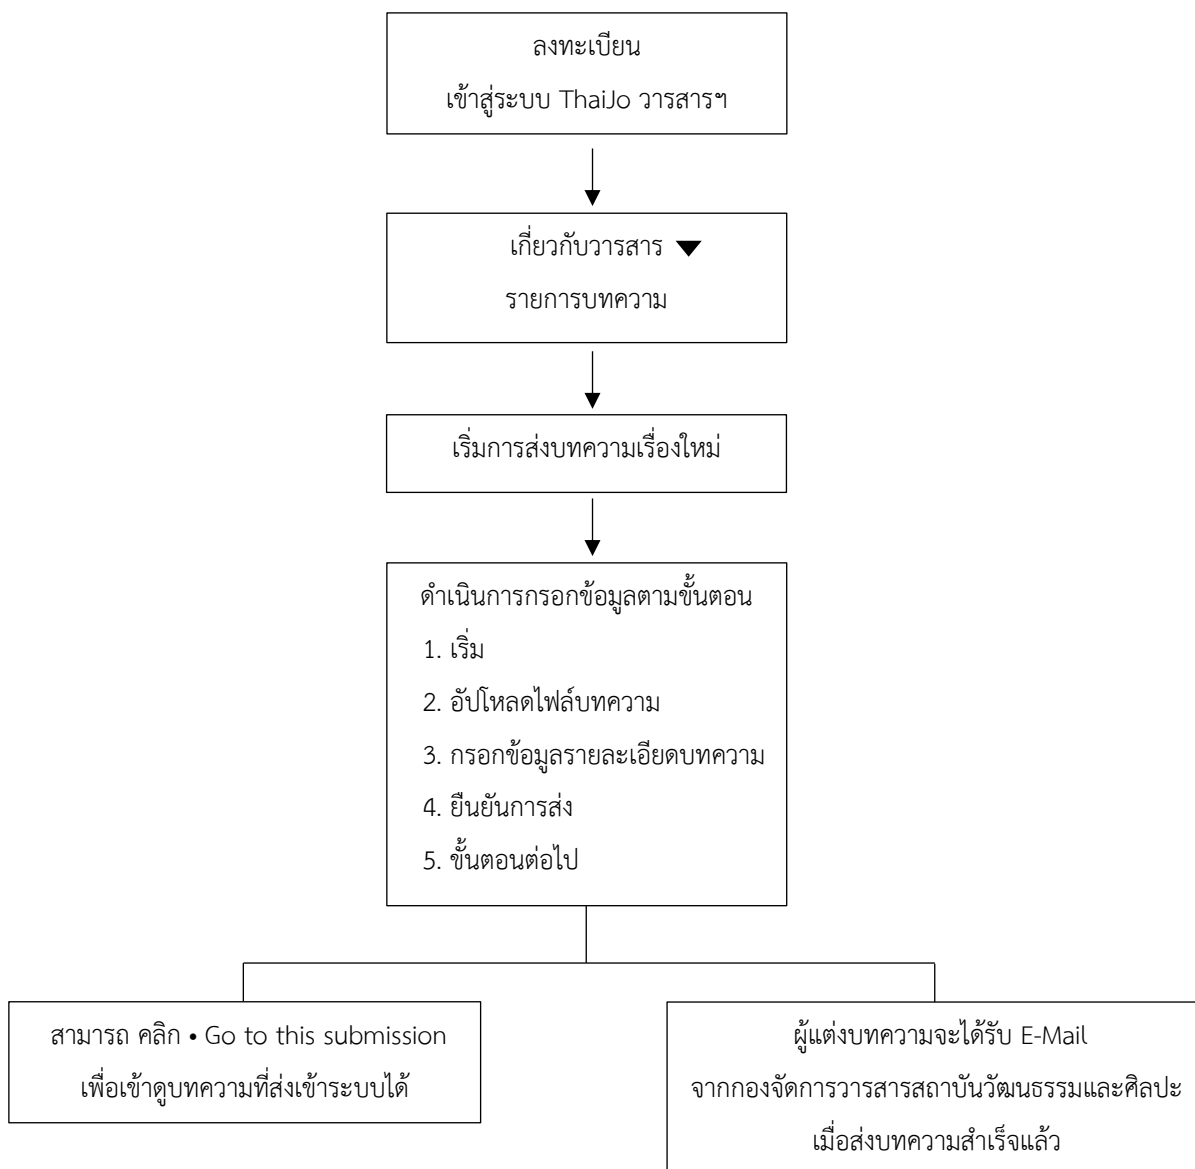 ลงทะเบียน
เข้าสู่ระบบ ThaiJo วารสารฯ
เกี่ยวกับวารสาร
รายการบทความ
เริ่มการส่งบทความเรื่องใหม่
ดำเนินการกรอกข้อมูลตามขั้นตอน
1. เริ่ม
2. อัปโหลดไฟล์บทความ
3. กรอกข้อมูลรายละเอียดบทความ
4. ยืนยันการส่ง
5. ขั้นตอนต่อไป
สามารถ คลิก • Go to this submission
เพื่อเข้าดูบทความที่ส่งเข้าระบบได้
ผู้แต่งบทความจะได้รับ E-Mail
จากกองจัดการวารสารสถาบันวัฒนธรรมและศิลปะ
เมื่อส่งบทความสำเร็จแล้ว